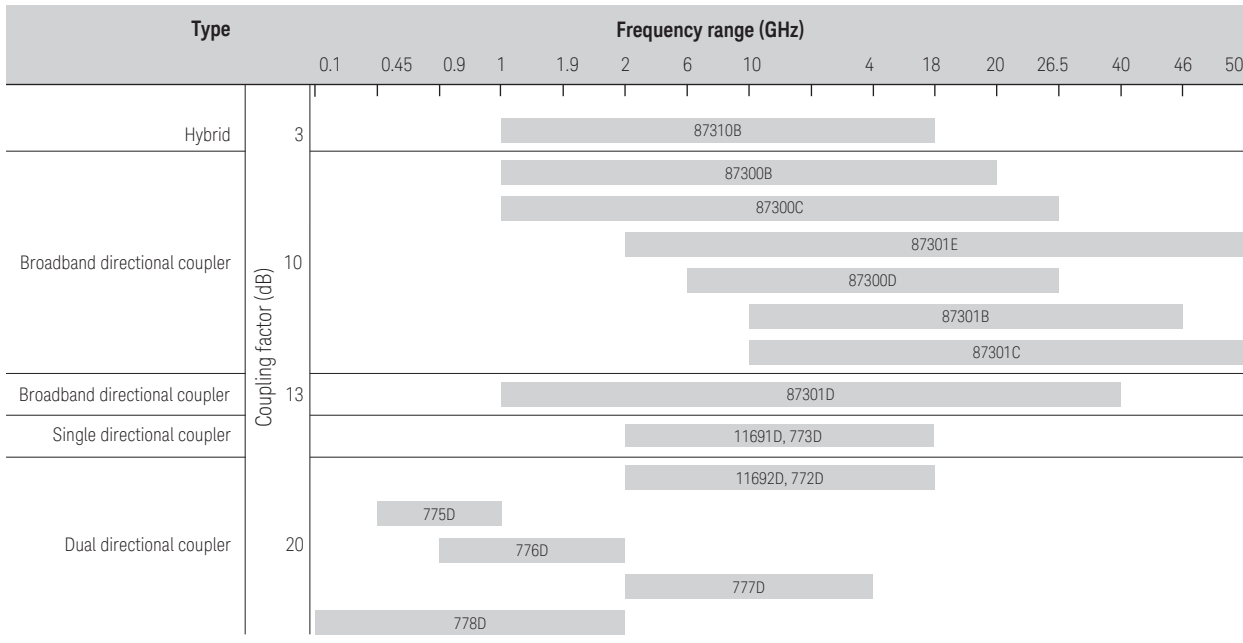 Type Frequency range (GHz)
0.1 0.45 0.9 1 1.9 2 6 10 4 18 20 26.5 40 46 50
Coupling factor (dB)
Hybrid 3 87310B
87300B
87300C
87301E
Broadband directional coupler 10
87300D
87301B
87301C
Broadband directional coupler 13 87301D
Single directional coupler 11691D, 773D
11692D, 772D
775D
Dual directional coupler 20
776D
777D
778D